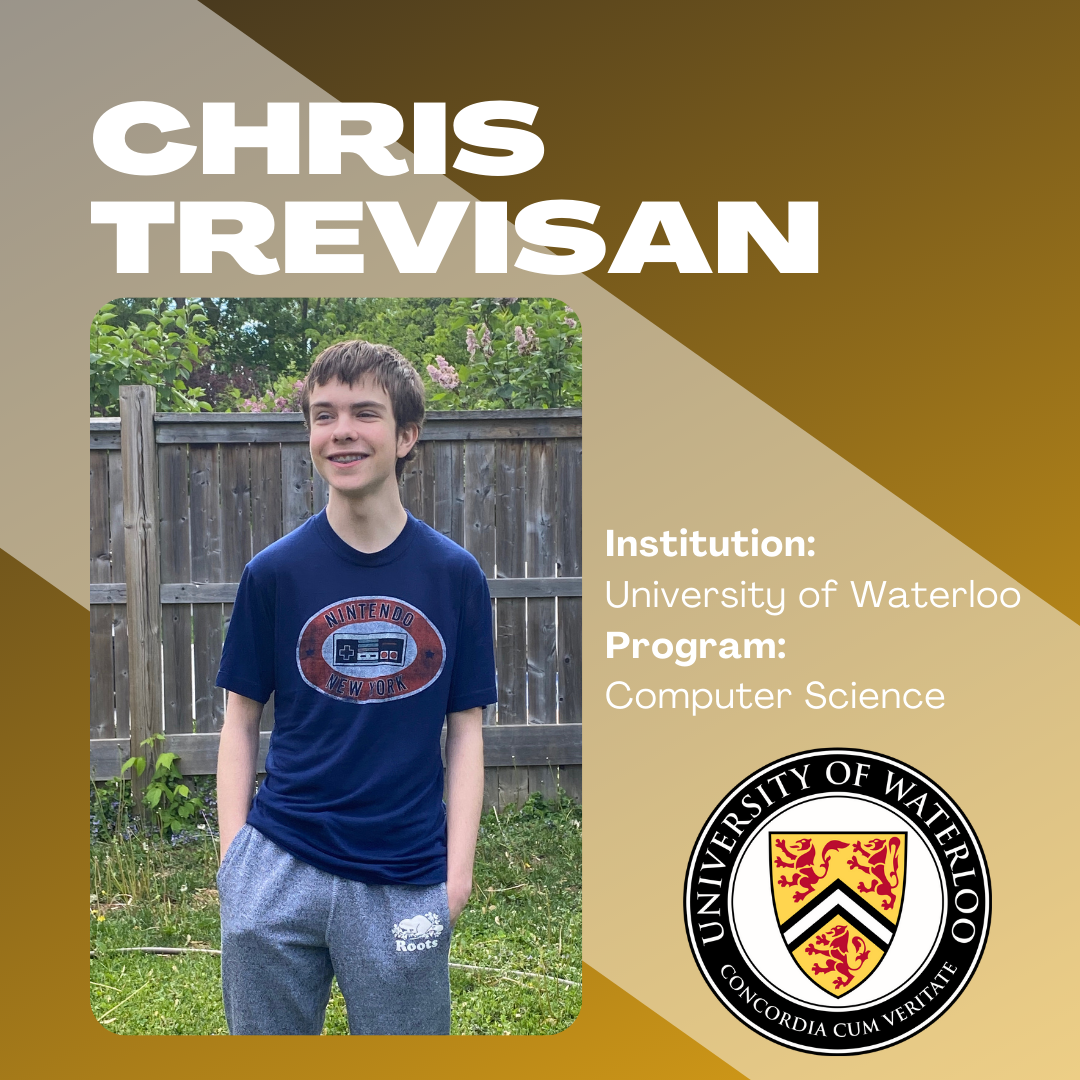 CHRIS
TREVISAN
NINTENDO
NEW YORK
Roots
Institution:
University of Waterloo
Program:
Computer Science
UNIVERSITY OF WATERLOO
CONCORDIA CUM VERITATE